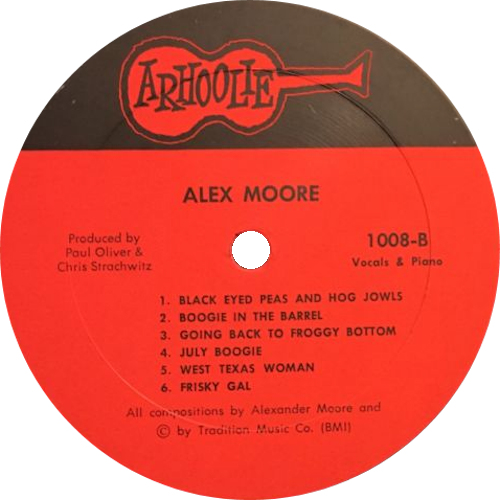 ARHOOLIE
ALEX MOORE
Produced by
Paul Oliver &
Chris Strachwitz
1008-B
Vocals & Piano
1. BLACK EYED PEAS AND HOG JOWLS
2. BOOGIE IN THE BARREL
3. GOING BACK TO FROGGY BOTTOM
4. JULY BOOGIE
5. WEST TEXAS WOMAN
6. FRISKY GAL
All compositions by Alexander Moore and
© by Tradition Music Co. (BMI)